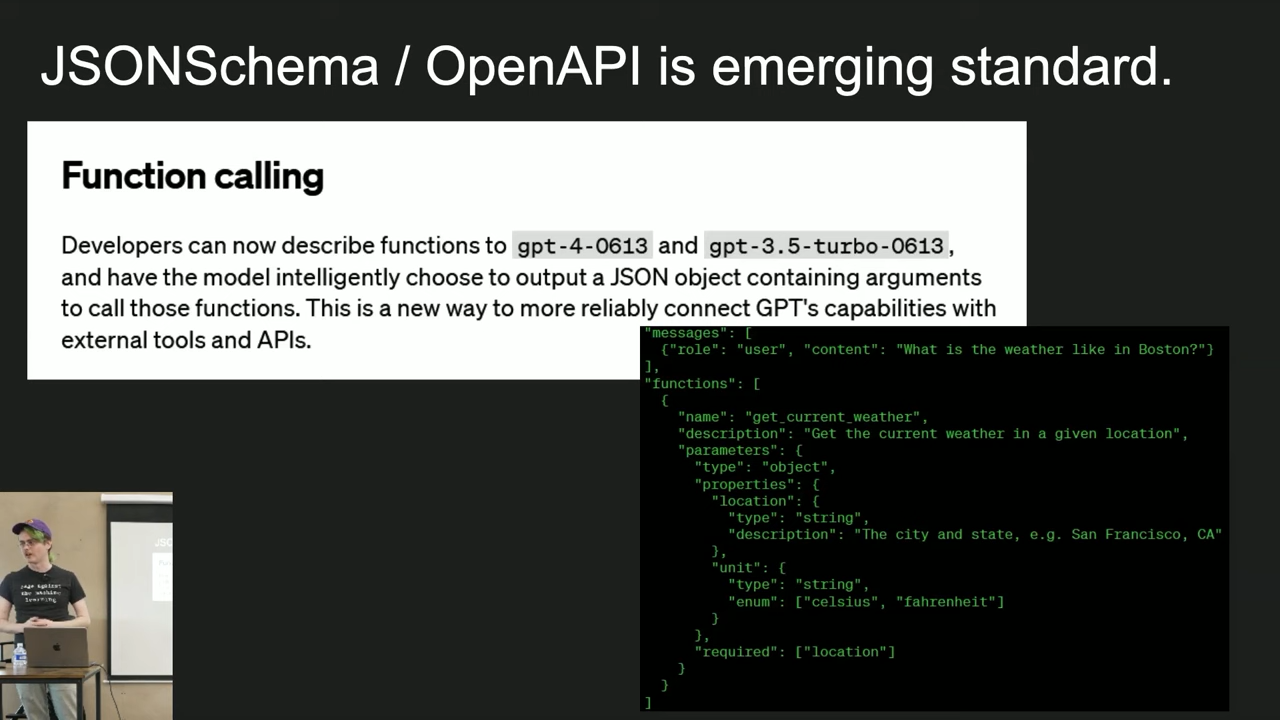 JSONSchema / OpenAPI is emerging standard.
Function calling
Developers can now describe functions to gpt-4-0613 and gpt-3.5-turbo-0613,
and have the model intelligently choose to output a JSON object containing arguments
to call those functions. This is a new way to more reliably connect GPT's capabilities with
external tools and APIs.
"messages": [
{"role": "user", "content": "What is the weather like in Boston?"}
],
"functions": [
{
"name": "get_current_weather",
"description": "Get the current weather in a given location",
"parameters": {
"type": "object",
"properties": {
"location": {
"type": "string",
"description": "The city and state, e.g. San Francisco, CA"
},
"unit": {
"type": "string",
"enum": ["celsius", "fahrenheit"]
}
},
"required": ["location"]
}
}
]
rage against
the machine
learning